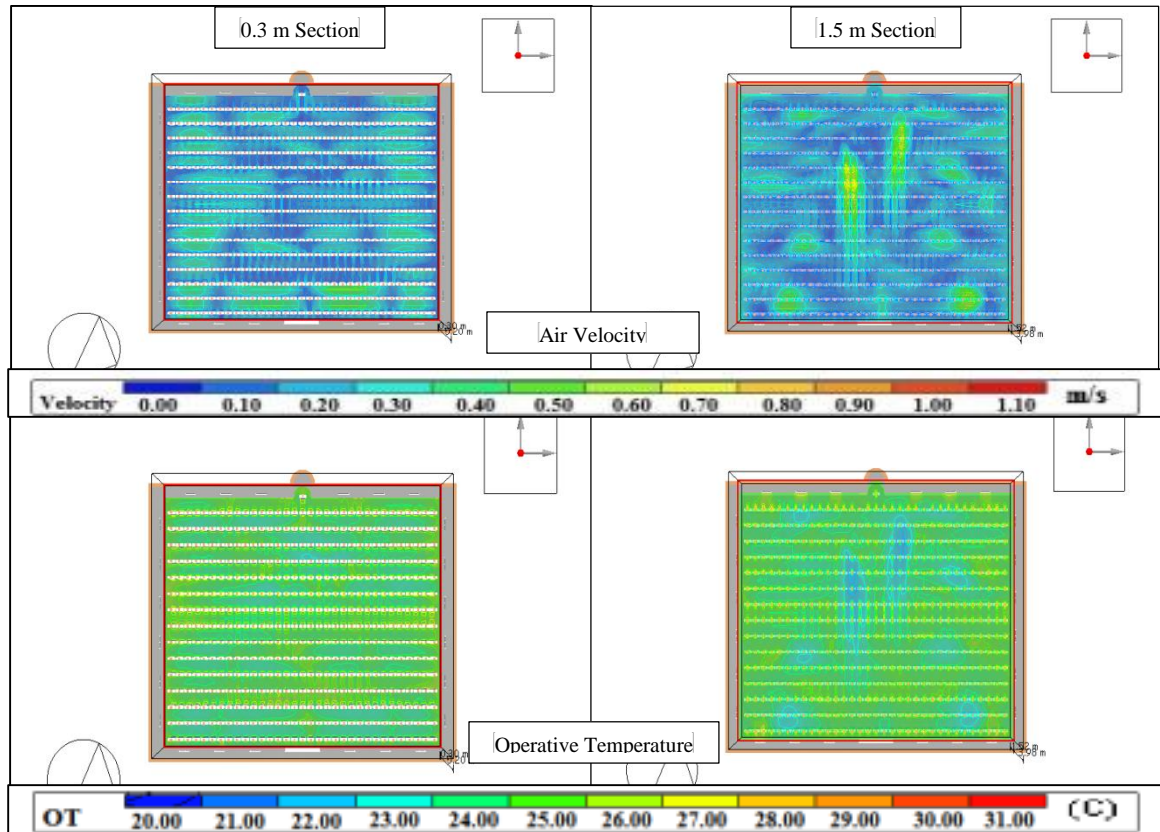 0.3 m Section
1.5 m Section
Air Velocity
Velocity 0.00 0.10 0.20 0.30 0.40 0.50 0.60 0.70 0.80 0.90 1.00 1.10 m/s
Operative Temperature
OT 20.00 21.00 22.00 23.00 24.00 25.00 26.00 27.00 28.00 29.00 30.00 31.00 (C)